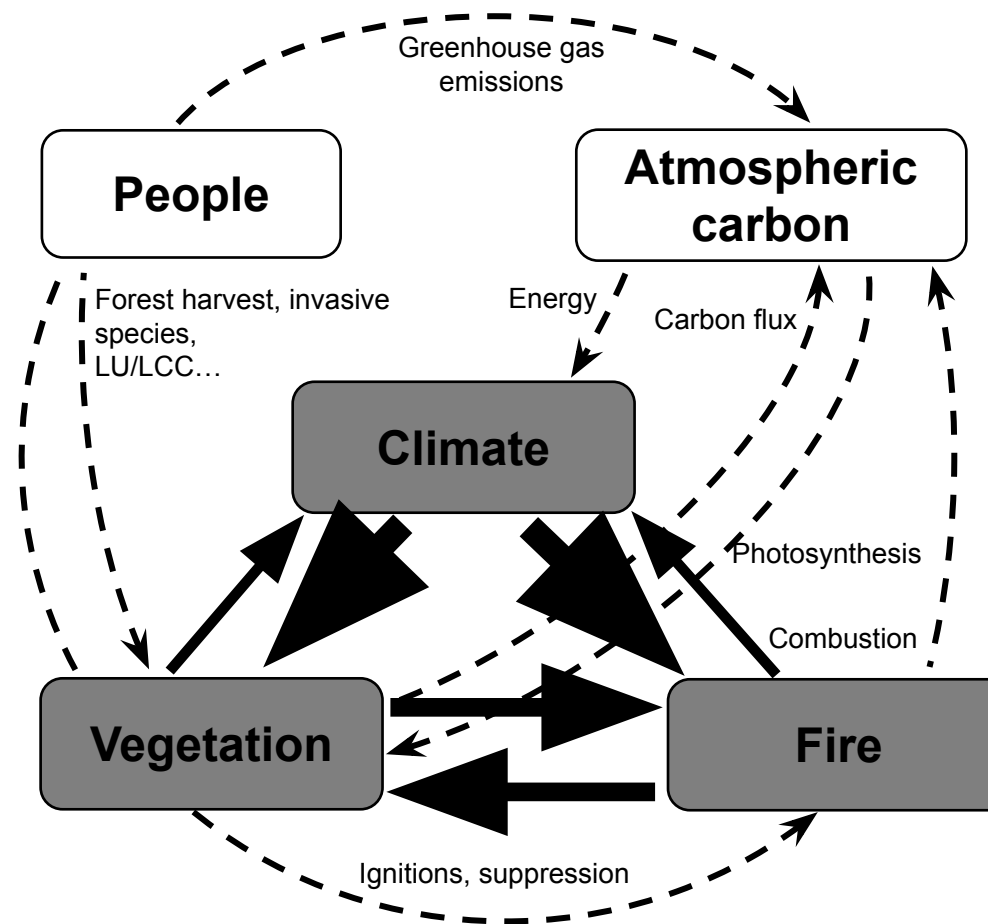 Greenhouse gas
emissions
People
Atmospheric
carbon
Forest harvest, invasive
species,
LU/LCC…
Energy
Carbon flux
Climate
Photosynthesis
Combustion
Vegetation
Fire
Ignitions, suppression